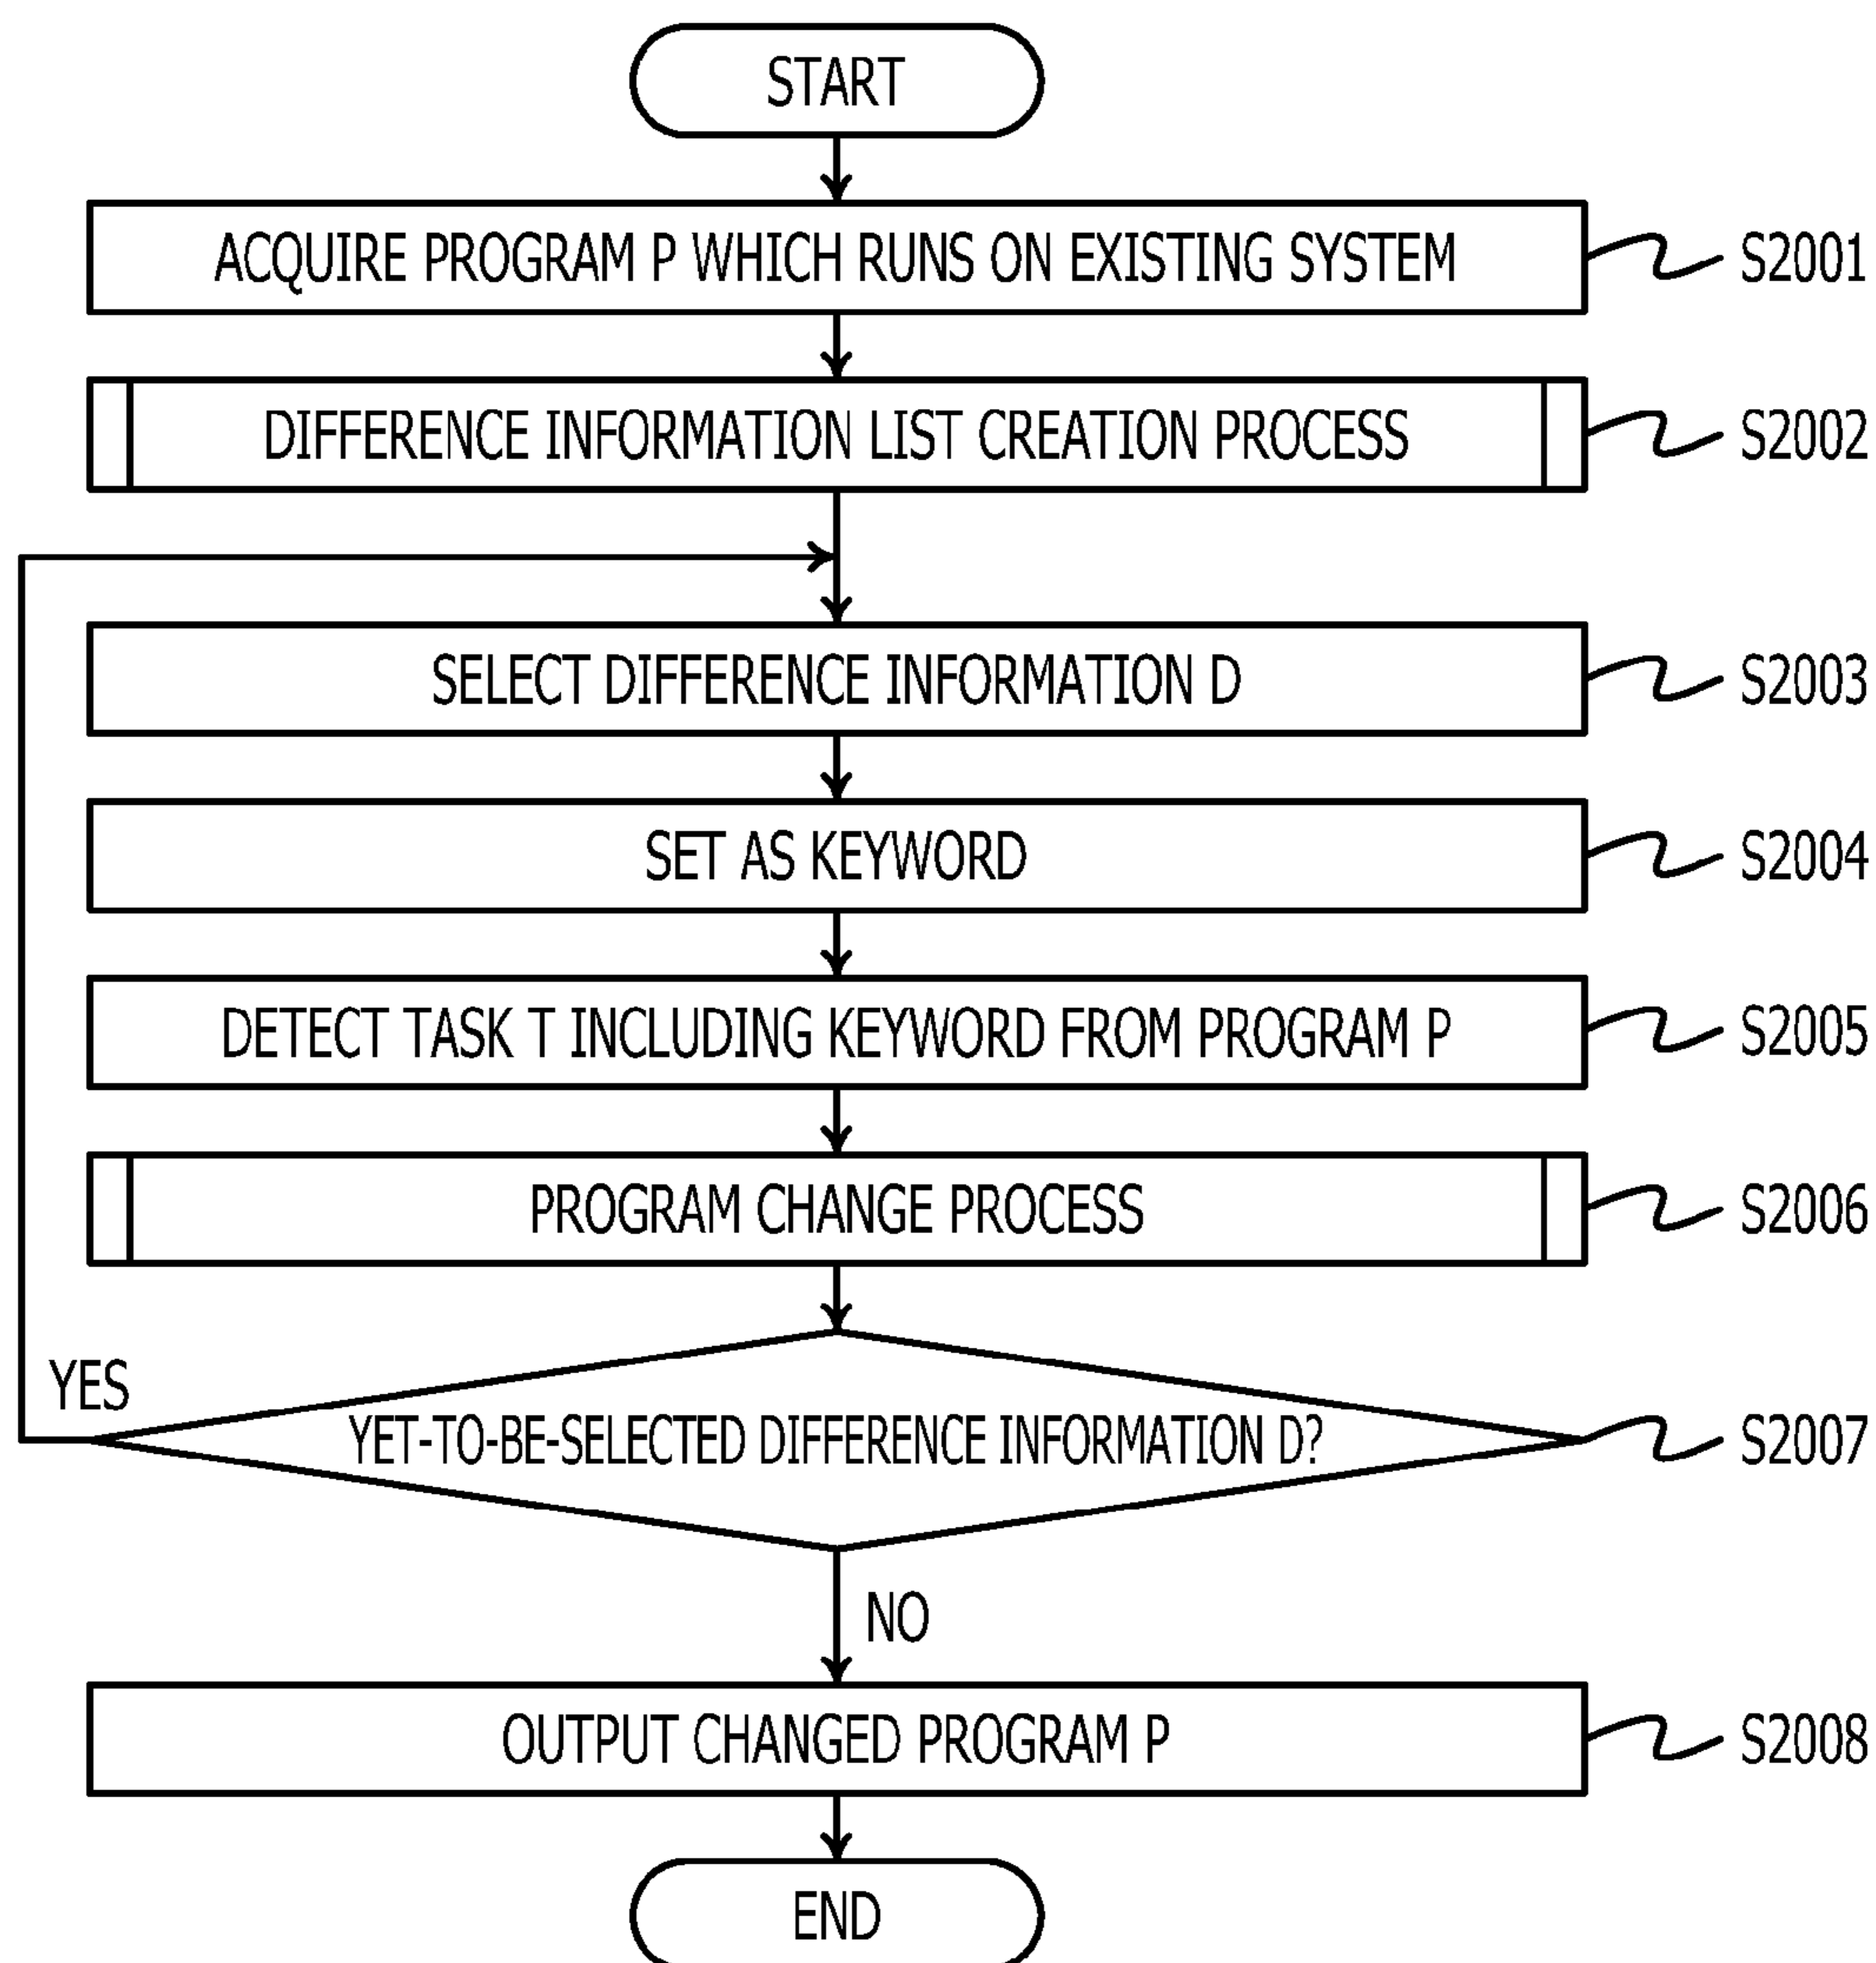 START
ACQUIRE PROGRAM P WHICH RUNS ON EXISTING SYSTEM
S2001
DIFFERENCE INFORMATION LIST CREATION PROCESS
S2002
SELECT DIFFERENCE INFORMATION D
S2003
SET AS KEYWORD
S2004
DETECT TASK T INCLUDING KEYWORD FROM PROGRAM P
S2005
PROGRAM CHANGE PROCESS
S2006
YES
YET-TO-BE-SELECTED DIFFERENCE INFORMATION D?
S2007
NO
OUTPUT CHANGED PROGRAM P
S2008
END